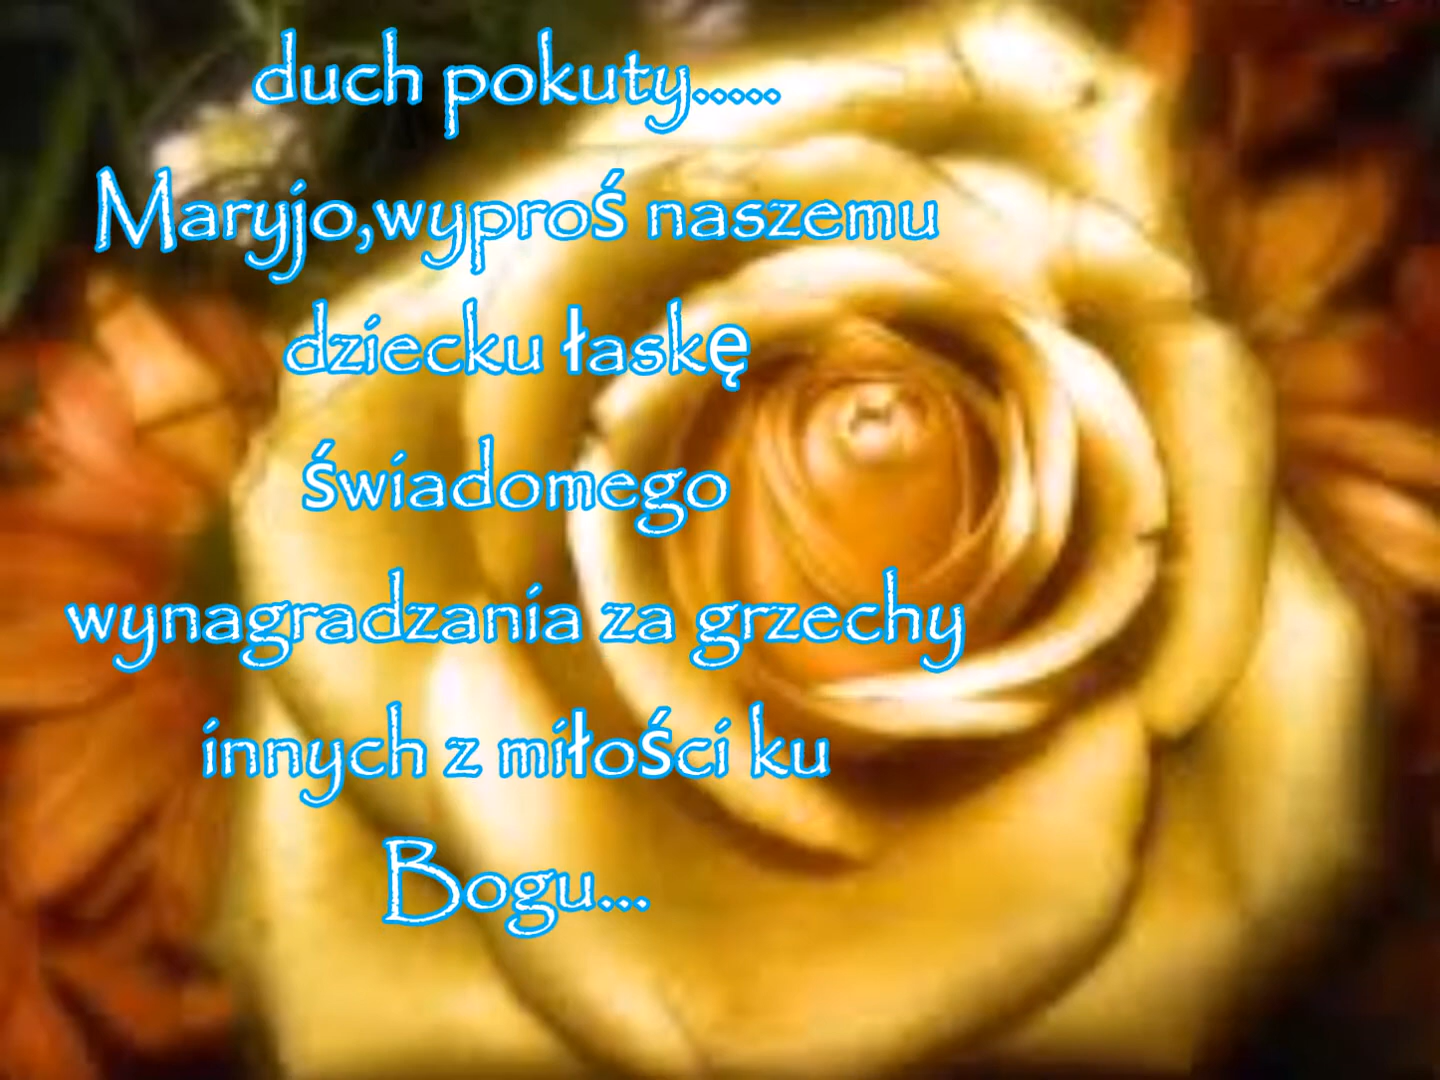 duch pokuty.....
Maryjo,wyproś naszemu
dziecku łaskę
świadomego
wynagradzania za grzechy
innych z miłości ku
Bogu...